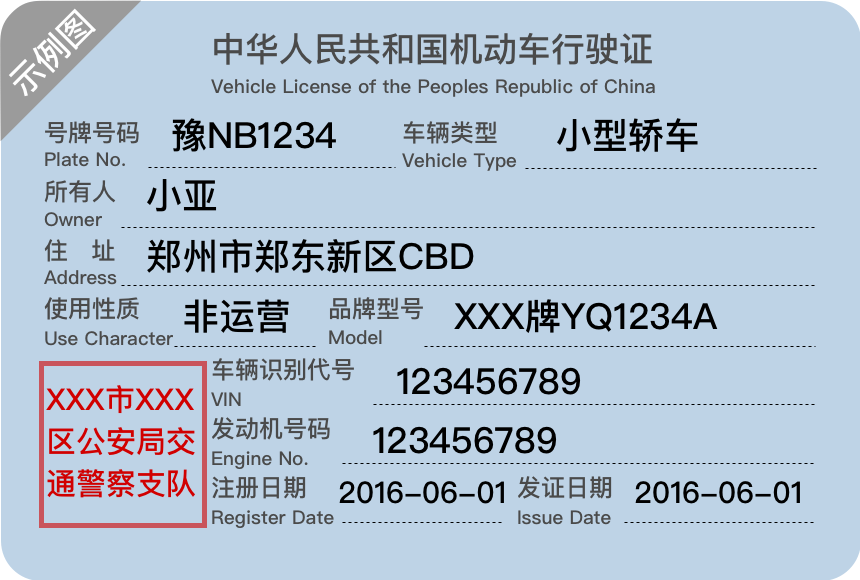 示例图
中华人民共和国机动车行驶证
Vehicle License of the Peoples Republic of China
号牌号码 豫NB1234 车辆类型 小型轿车
Plate No. Vehicle Type
所有人 小亚
Owner
住 址 郑州市郑东新区CBD
Address
使用性质 非运营 品牌型号 XXX牌YQ1234A
Use Character Model
车辆识别代号 123456789
VIN
发动机号码 123456789
Engine No.
注册日期 2016-06-01 发证日期 2016-06-01
Register Date Issue Date
XXX市XXX
区公安局交
通警察支队